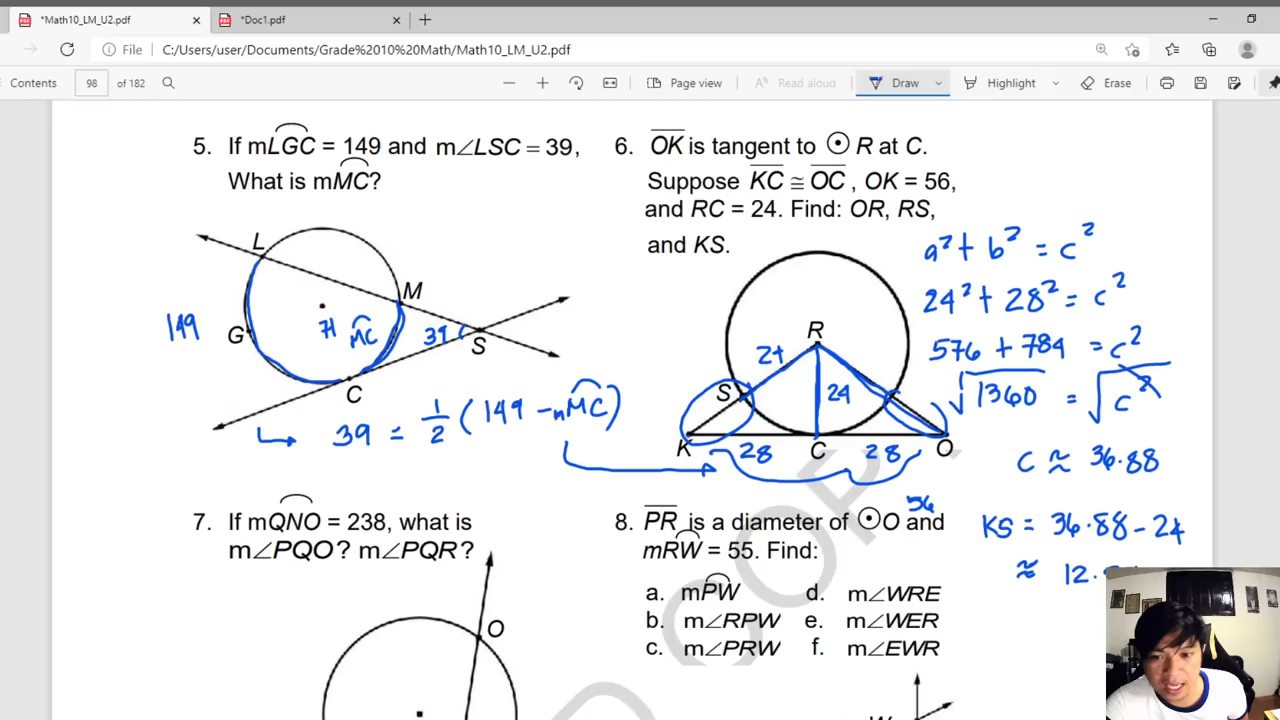 *Math10_LM_U2.pdf
*Doc1.pdf
File C:/Users/user/Documents/Grade%2010%20Math/Math10_LM_U2.pdf
Contents 98 of 182 Page view Read aloud Draw Highlight Erase
5. If mLGC = 149 and m∠LSC = 39,
What is mMC?
L
M
149
G
71
MC
39
S
C
39 = 1/2 (149 - mMC)
6. OK is tangent to ⊙ R at C.
Suppose KC ≅ OC, OK = 56,
and RC = 24. Find: OR, RS,
and KS.
R
24
S
24
K
28
C
28
O
56
a² + b² = c²
24² + 28² = c²
576 + 784 = c²
√1360 = √c²
c ≈ 36.88
KS = 36.88 - 24
≈ 12.
7. If mQNO = 238, what is
m∠PQO? m∠PQR?
O
8. PR is a diameter of ⊙O and
mRW = 55. Find:
a. mPW d. m∠WRE
b. m∠RPW e. m∠WER
c. m∠PRW f. m∠EWR